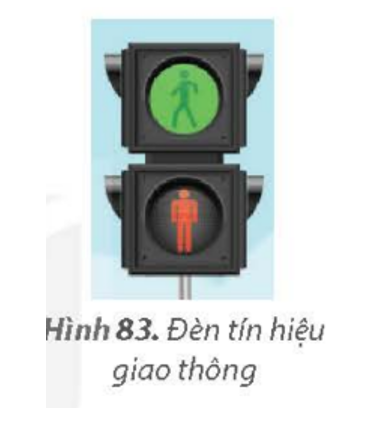 Hình 83. Đèn tín hiệu
giao thông